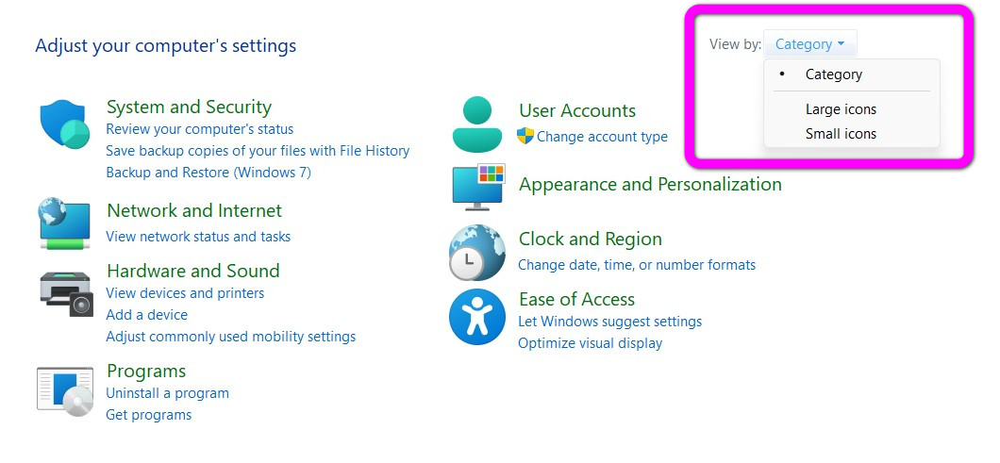 Adjust your computer's settings
View by: Category
Category
Large icons
Small icons
System and Security
Review your computer's status
Save backup copies of your files with File History
Backup and Restore (Windows 7)
Network and Internet
View network status and tasks
Hardware and Sound
View devices and printers
Add a device
Adjust commonly used mobility settings
Programs
Uninstall a program
Get programs
User Accounts
Change account type
Appearance and Personalization
Clock and Region
Change date, time, or number formats
Ease of Access
Let Windows suggest settings
Optimize visual display